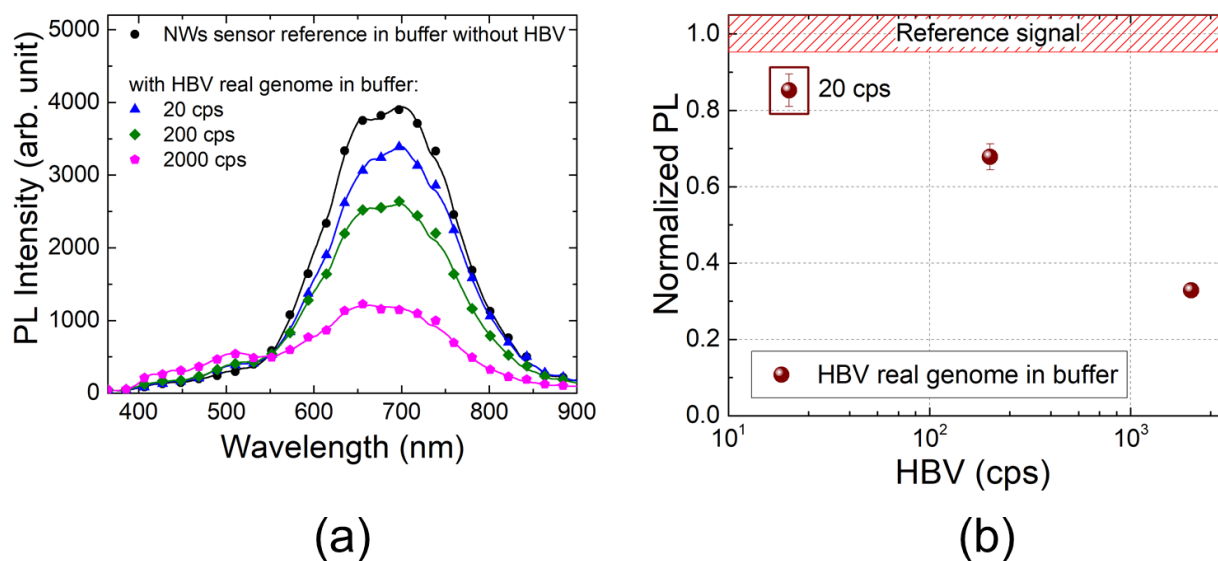 5000
4000
3000
2000
1000
0
PL Intensity (arb. unit)
NWs sensor reference in buffer without HBV
with HBV real genome in buffer:
20 cps
200 cps
2000 cps
400 500 600 700 800 900
Wavelength (nm)
(a)
1.0
0.8
0.6
0.4
0.2
0.0
Normalized PL
Reference signal
20 cps
HBV real genome in buffer
10¹ 10² 10³
HBV (cps)
(b)